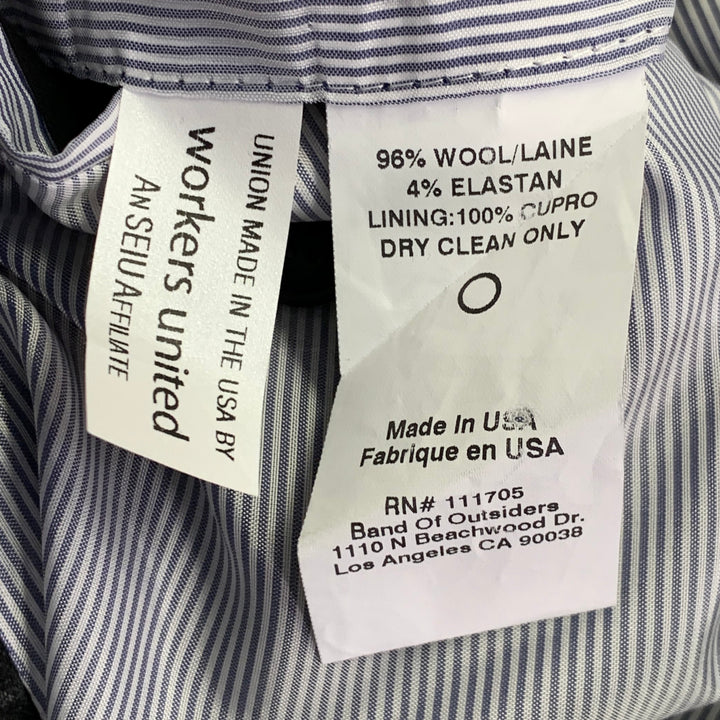 UNION MADE IN THE USA BY
workers united
AN SEIU AFFILIATE
96% WOOL/LAINE
4% ELASTAN
LINING:100% CUPRO
DRY CLEAN ONLY
Made In USA
Fabrique en USA
RN# 111705
Band Of Outsiders
1110 N Beachwood Dr.
Los Angeles CA 90038